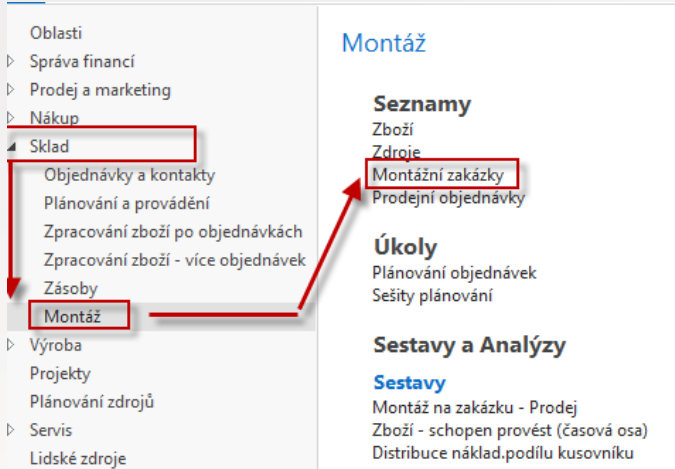 Oblasti
Správa financí
Prodej a marketing
Nákup
Sklad
Objednávky a kontakty
Plánování a provádění
Zpracování zboží po objednávkách
Zpracování zboží - více objednávek
Zásoby
Montáž
Výroba
Projekty
Plánování zdrojů
Servis
Lidské zdroje
Montáž
Seznamy
Zboží
Zdroje
Montážní zakázky
Prodejní objednávky
Úkoly
Plánování objednávek
Sešity plánování
Sestavy a Analýzy
Sestavy
Montáž na zakázku - Prodej
Zboží - schopen provést (časová osa)
Distribuce náklad.podílu kusovníku